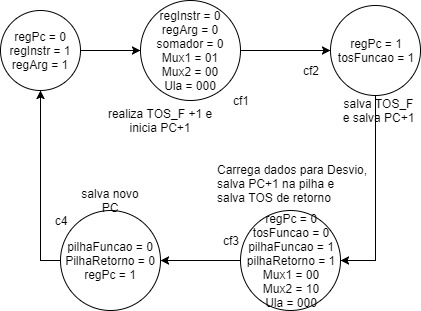 regPc = 0
regInstr = 1
regArg = 1
regInstr = 0
regArg = 0
somador = 0
Mux1 = 01
Mux2 = 00
Ula = 000
cf1
realiza TOS_F +1 e
inicia PC+1
regPc = 1
tosFuncao = 1
cf2
salva TOS_F
e salva PC+1
Carrega dados para Desvio,
salva PC+1 na pilha e
salva TOS de retorno
regPc = 0
tosFuncao = 0
pilhaFuncao = 1
pilhaRetorno = 1
Mux1 = 00
Mux2 = 10
Ula = 000
cf3
salva novo
PC
c4
pilhaFuncao = 0
PilhaRetorno = 0
regPc = 1